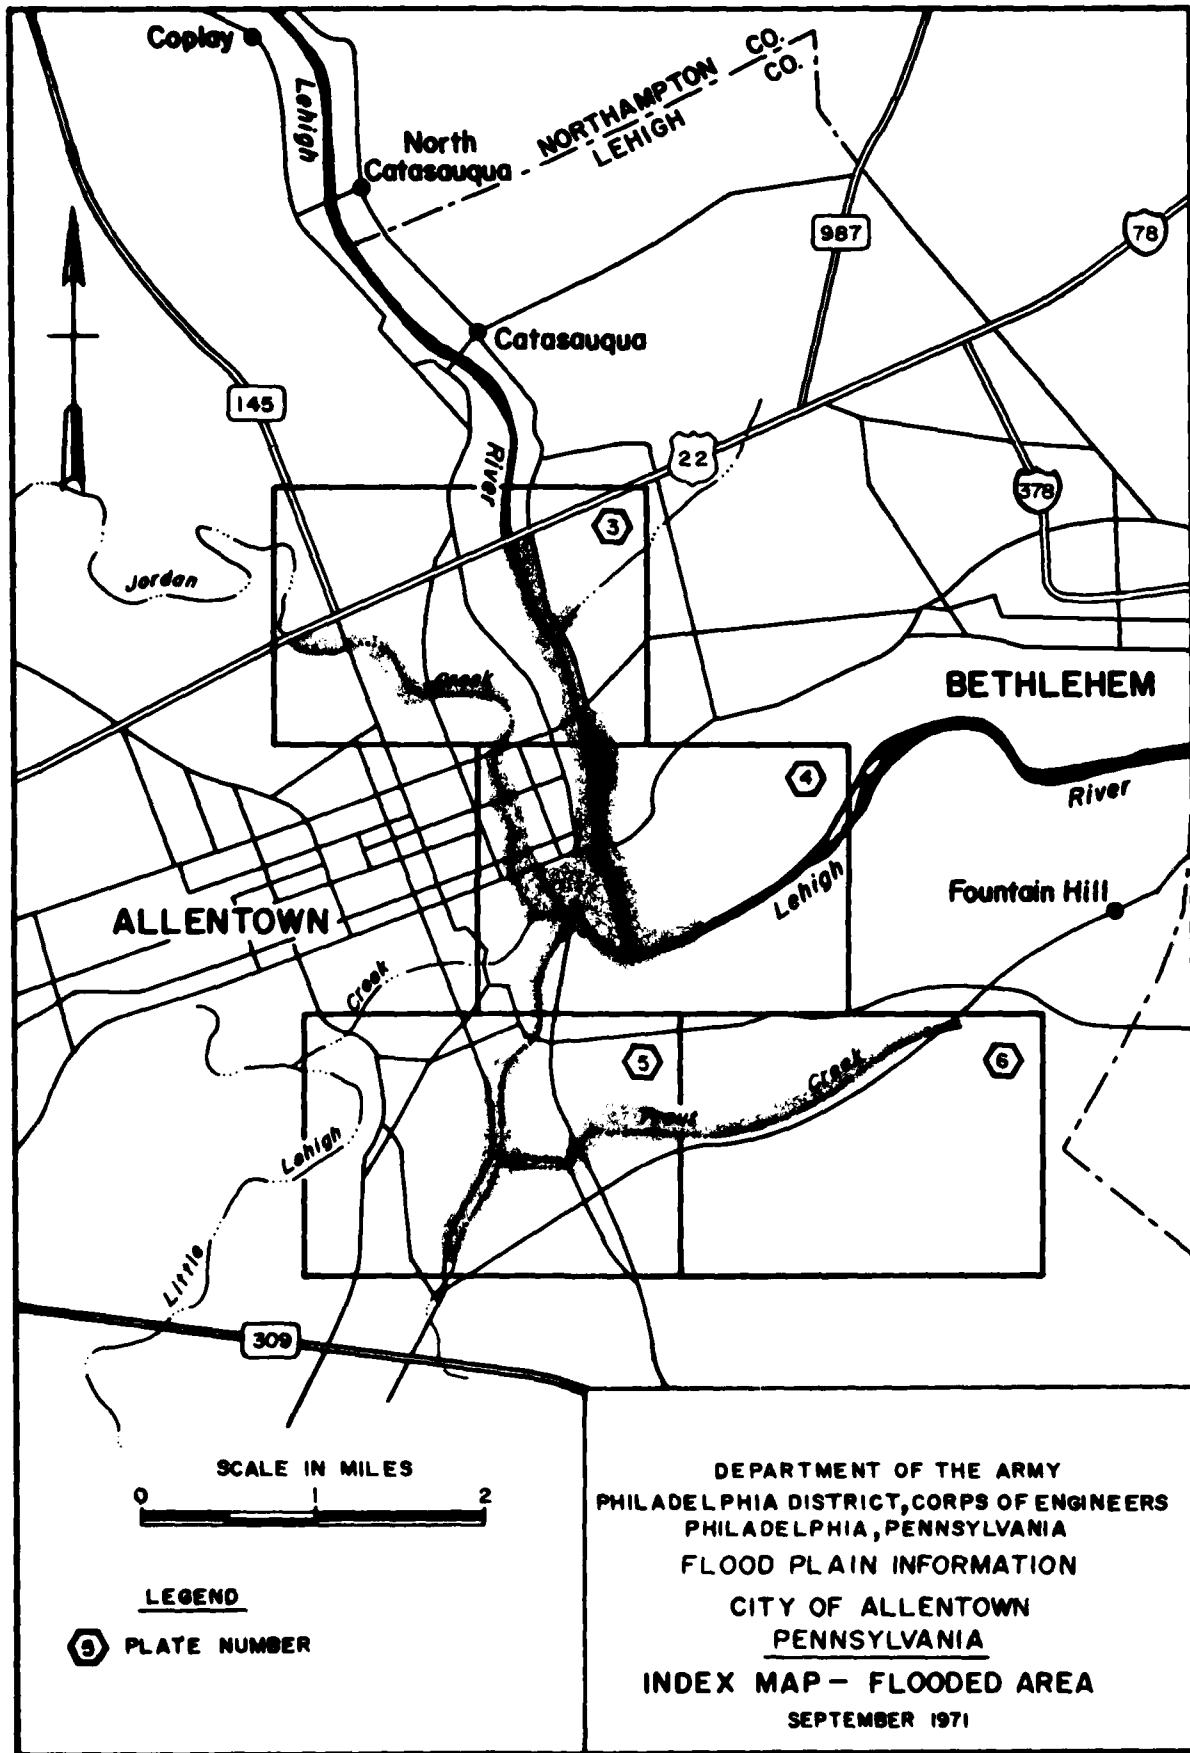 Coplay
Lehigh
North
Catasauqua
NORTHAMPTON CO.
LEHIGH CO.
987
78
Catasauqua
145
River
22
378
3
Jordan
Creek
BETHLEHEM
4
River
Lehigh
Fountain Hill
ALLENTOWN
Creek
5
6
Creek
Trout
Lehigh
Little
309
SCALE IN MILES
0 1 2
LEGEND
5 PLATE NUMBER
DEPARTMENT OF THE ARMY
PHILADELPHIA DISTRICT, CORPS OF ENGINEERS
PHILADELPHIA, PENNSYLVANIA
FLOOD PLAIN INFORMATION
CITY OF ALLENTOWN
PENNSYLVANIA
INDEX MAP – FLOODED AREA
SEPTEMBER 1971